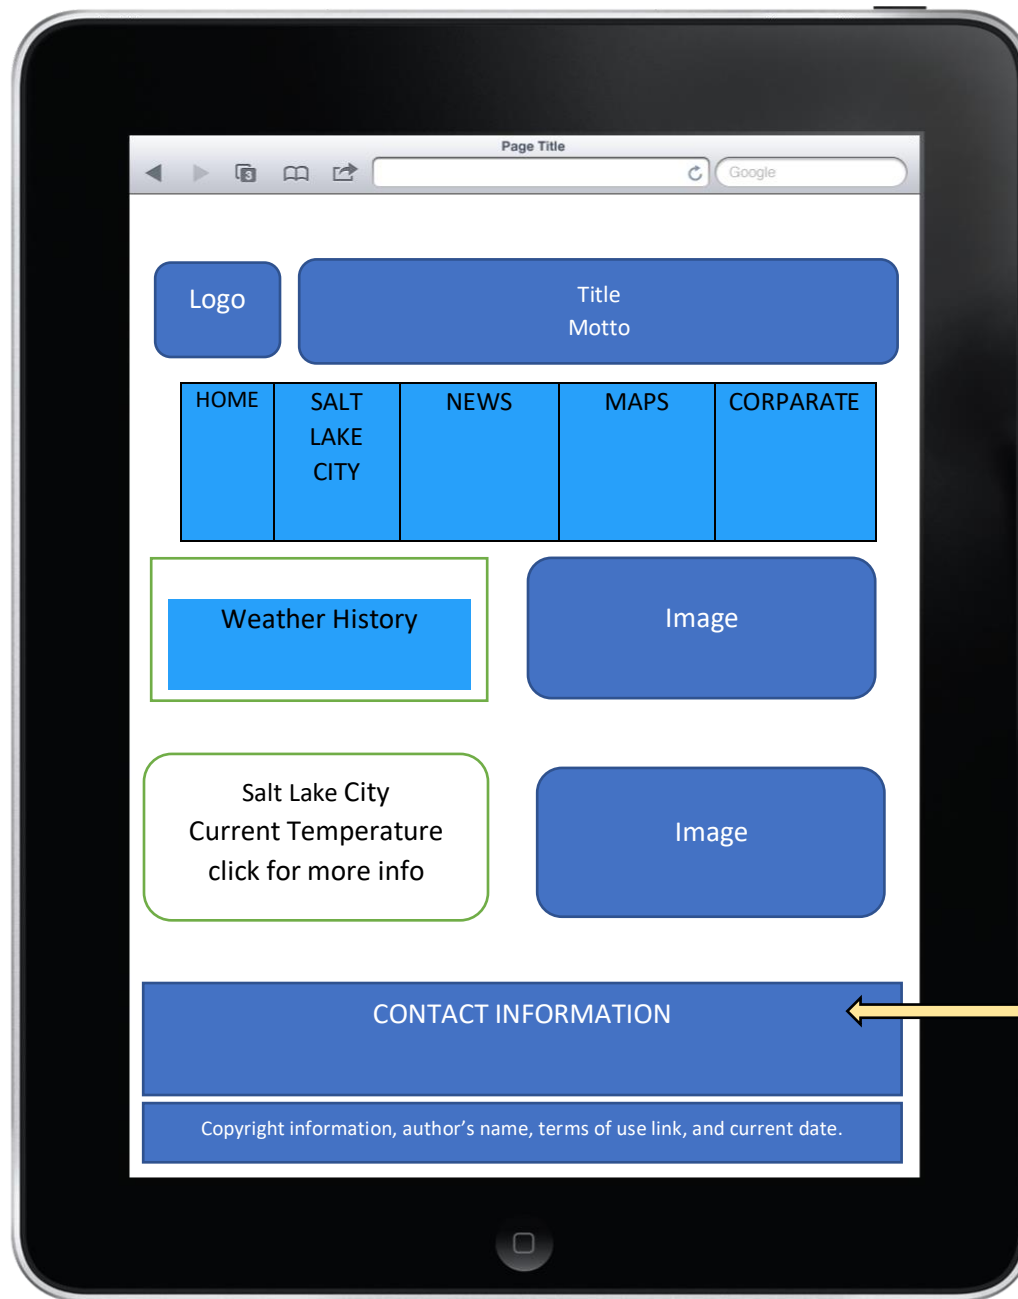 Page Title
3
Google
Logo
Title
Motto
HOME
SALT
LAKE
CITY
NEWS
MAPS
CORPARATE
Weather History
Image
Salt Lake City
Current Temperature
click for more info
Image
CONTACT INFORMATION
Copyright information, author’s name, terms of use link, and current date.